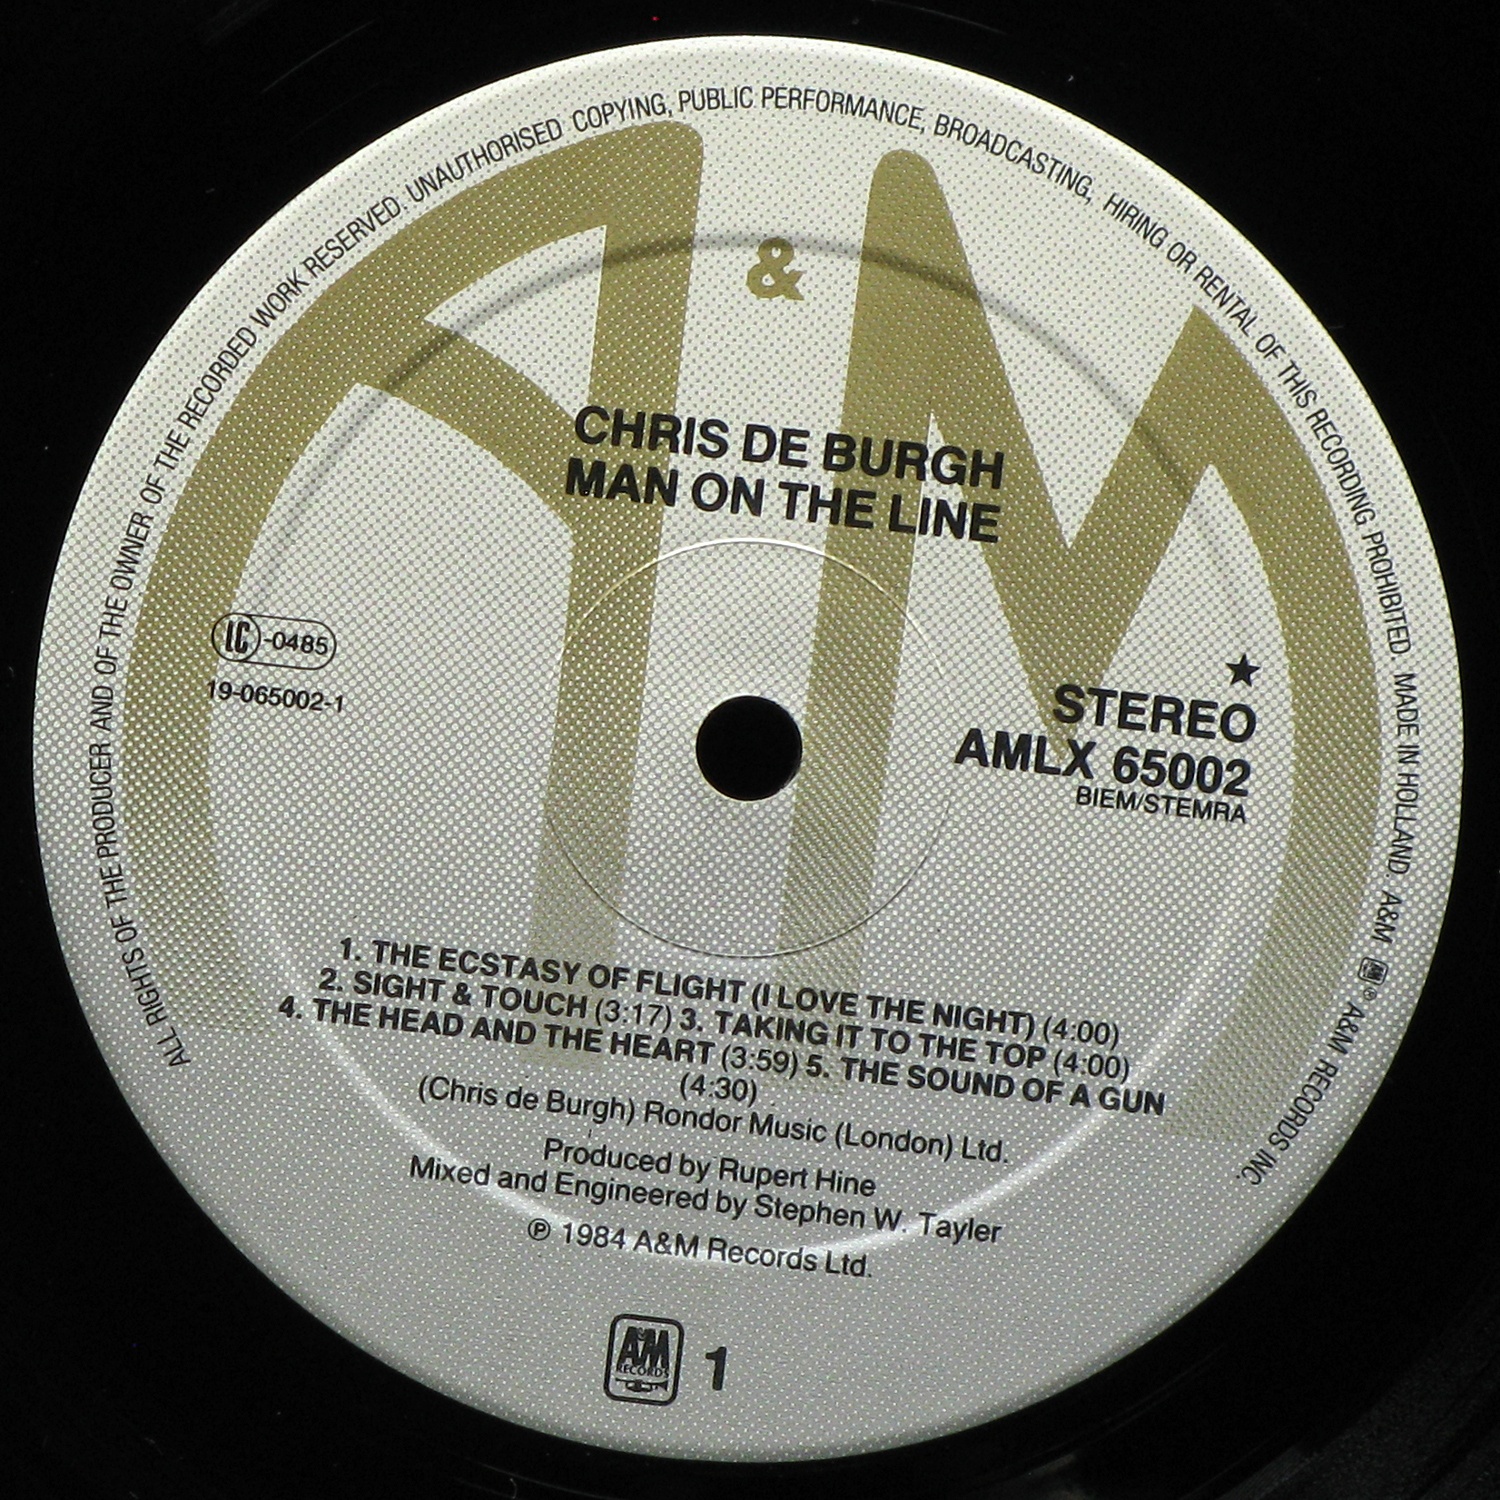 ALL RIGHTS OF THE PRODUCER AND OF THE OWNER OF THE RECORDED WORK RESERVED. UNAUTHORISED COPYING, PUBLIC PERFORMANCE, BROADCASTING, HIRING OR RENTAL OF THIS RECORDING PROHIBITED. MADE IN HOLLAND. A&M A&M RECORDS ® A&M RECORDS INC.
A & M
CHRIS DE BURGH
MAN ON THE LINE
LC-0485
19-065002-1
★
STEREO
AMLX 65002
BIEM/STEMRA
1. THE ECSTASY OF FLIGHT (I LOVE THE NIGHT) (4:00)
2. SIGHT & TOUCH (3:17) 3. TAKING IT TO THE TOP (4:00)
4. THE HEAD AND THE HEART (3:59) 5. THE SOUND OF A GUN
(4:30)
(Chris de Burgh) Rondor Music (London) Ltd.
Produced by Rupert Hine
Mixed and Engineered by Stephen W. Tayler
℗ 1984 A&M Records Ltd.
A&M RECORDS 1